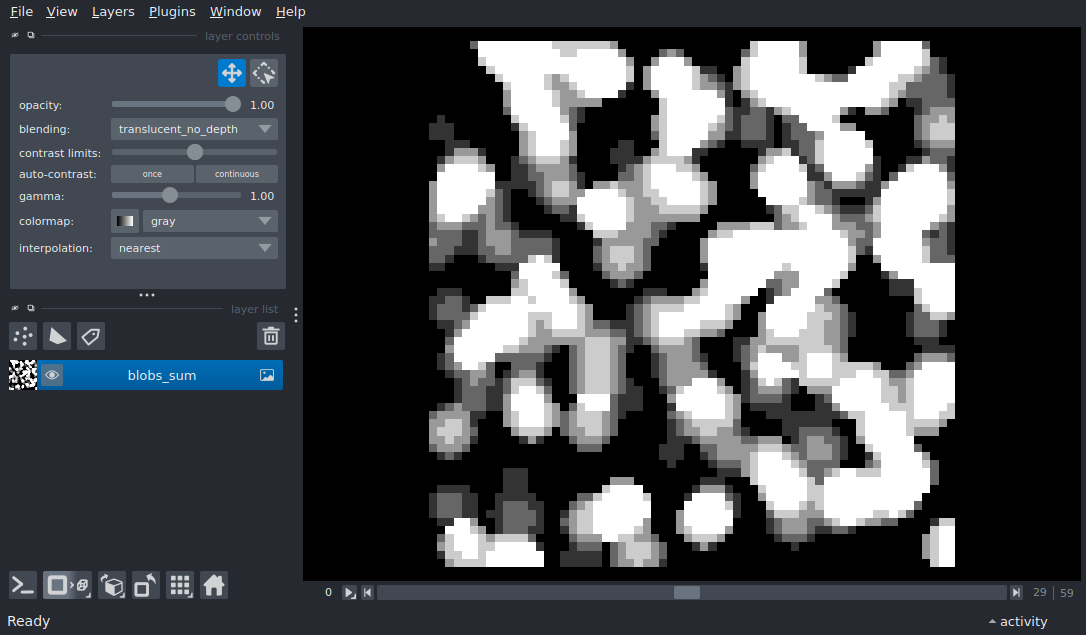 File View Layers Plugins Window Help
layer controls
opacity: 1.00
blending: translucent_no_depth
contrast limits:
auto-contrast: once continuous
gamma: 1.00
colormap: gray
interpolation: nearest
layer list
blobs_sum
0 29 59
Ready activity